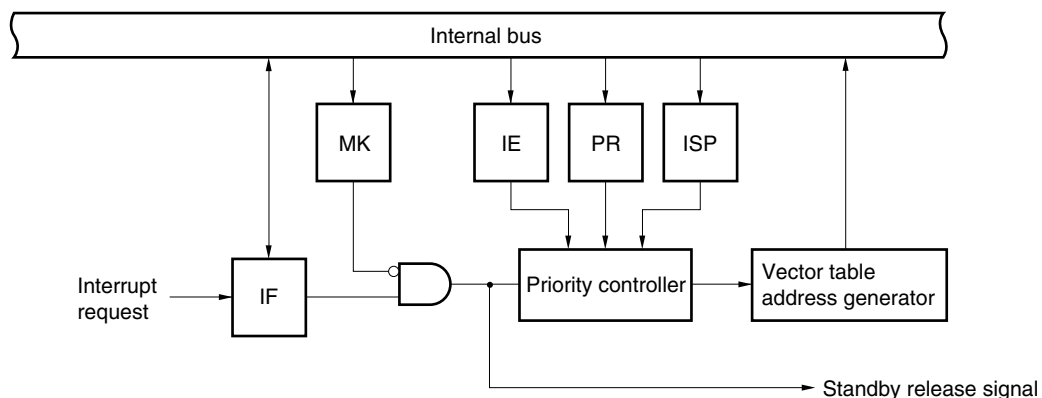 Internal bus
MK
IE
PR
ISP
Interrupt
request
IF
Priority controller
Vector table
address generator
Standby release signal